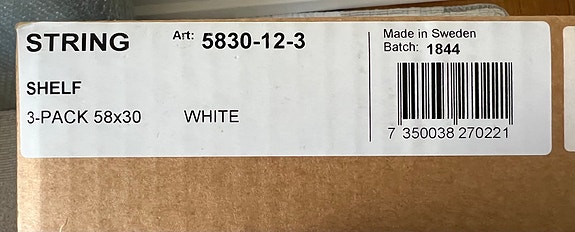 STRING Art: 5830-12-3
SHELF
3-PACK 58x30 WHITE
Made in Sweden
Batch: 1844
7 350038 270221